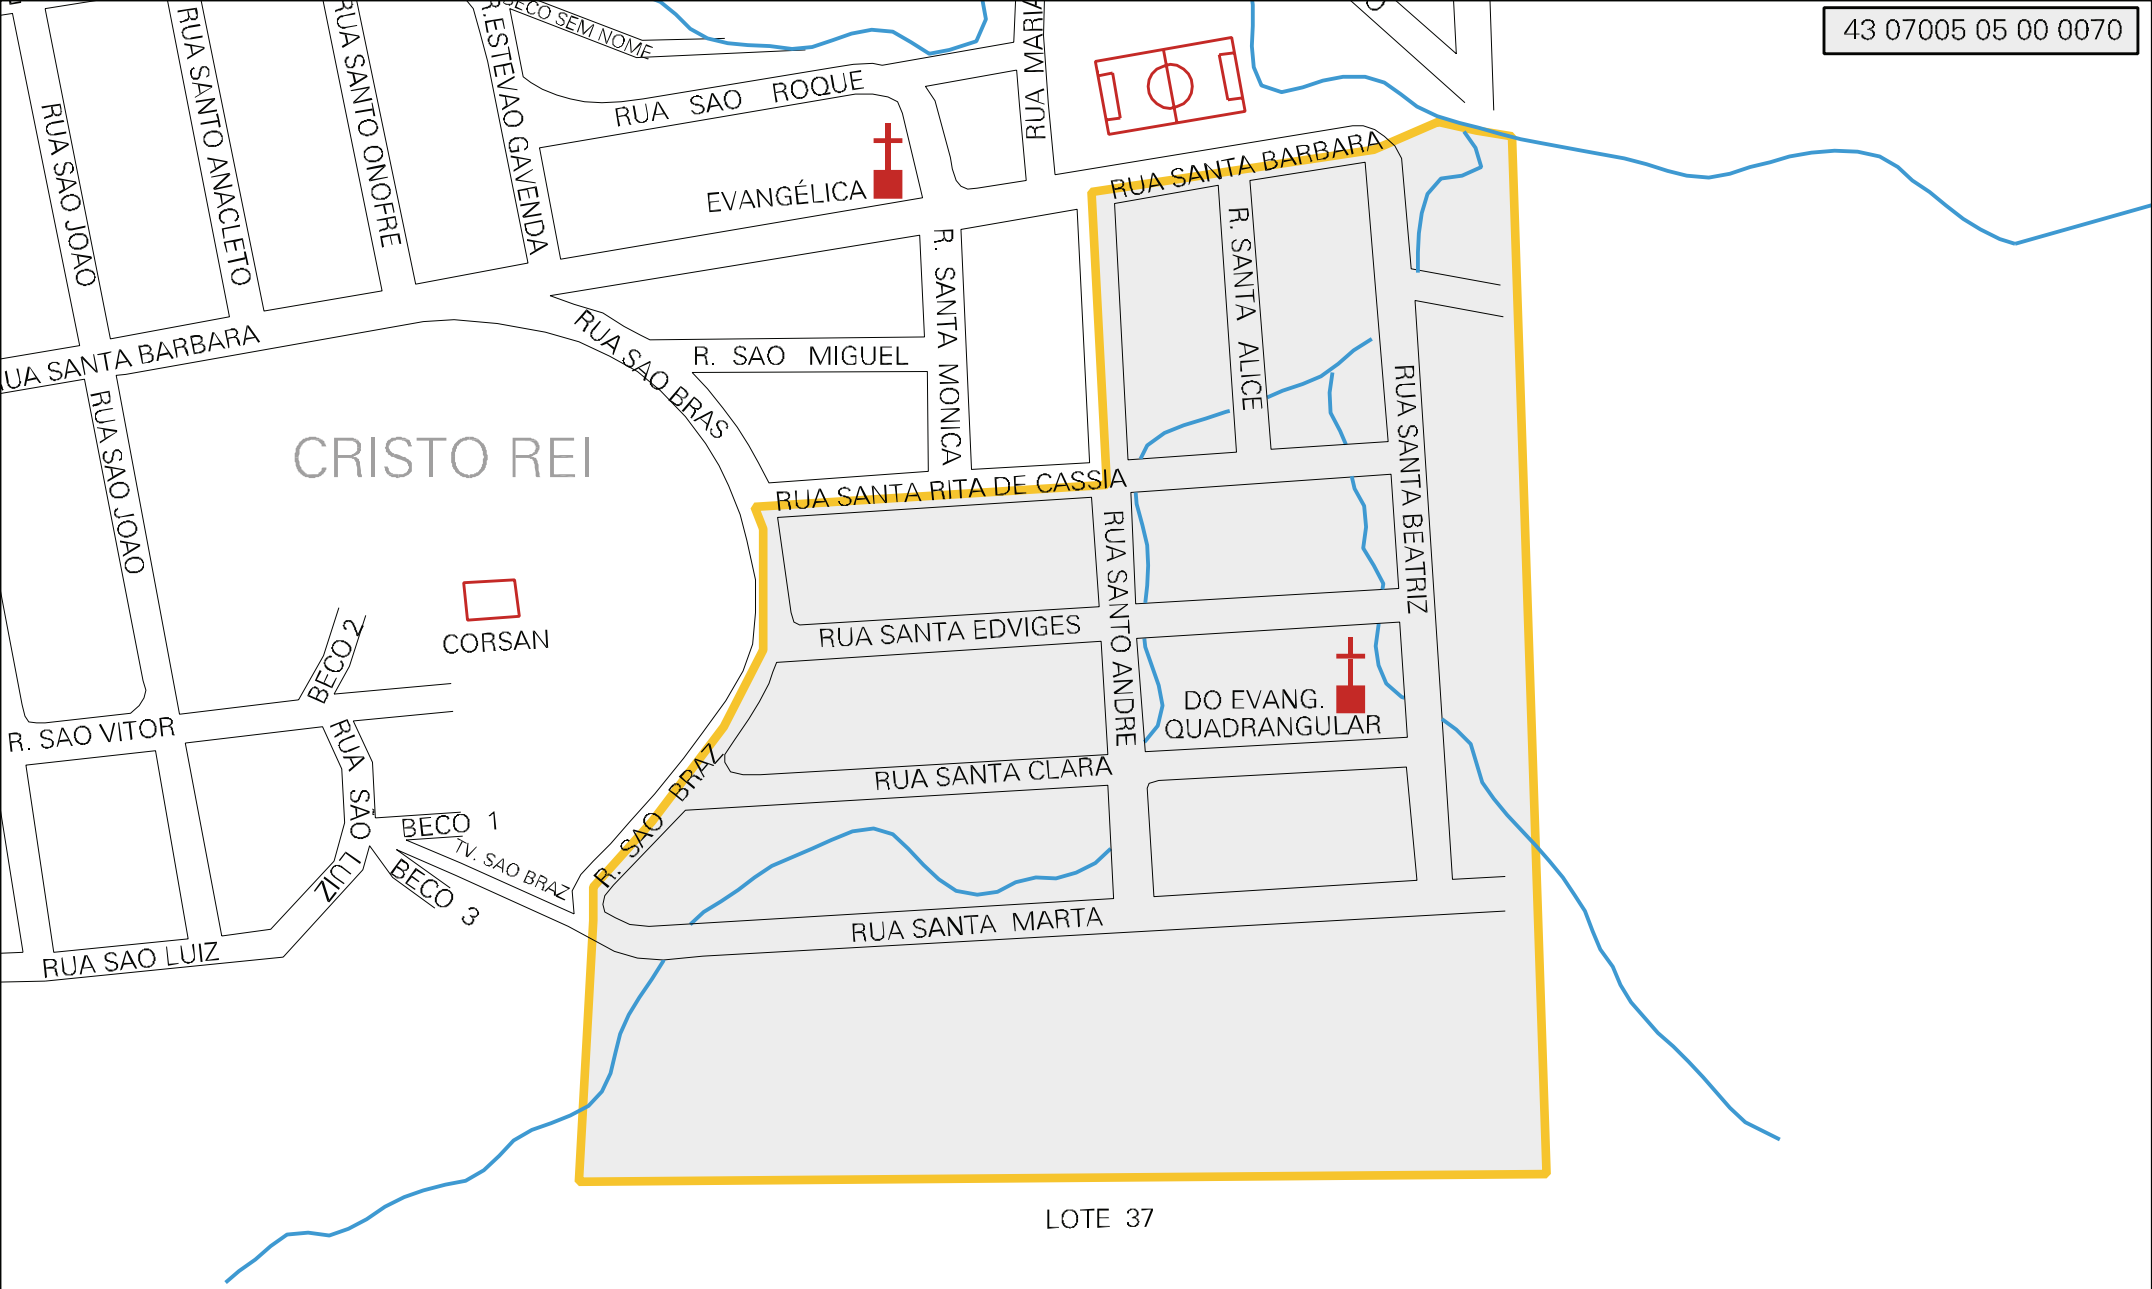 43 07005 05 00 0070
BECO SEM NOME
RUA SANTO ANACLETO
RUA SANTO ONOFRE
R.ESTEVAO GAVENDA
RUA SAO JOAO
RUA SAO ROQUE
RUA MARIA
EVANGÉLICA
RUA SANTA BARBARA
R. SANTA ALICE
R. SANTA MONICA
RUA SANTA BARBARA
RUA SAO BRAS
R. SAO MIGUEL
RUA SANTA BEATRIZ
RUA SAO JOAO
CRISTO REI
RUA SANTA RITA DE CASSIA
RUA SANTO ANDRE
CORSAN
BECO 2
RUA SANTA EDVIGES
DO EVANG.
QUADRANGULAR
R. SAO VITOR
RUA SAO LUIZ
RUA SANTA CLARA
R. SAO BRAZ
BECO 1
TV. SAO BRAZ
BECO 3
RUA SANTA MARTA
RUA SAO LUIZ
LOTE 37